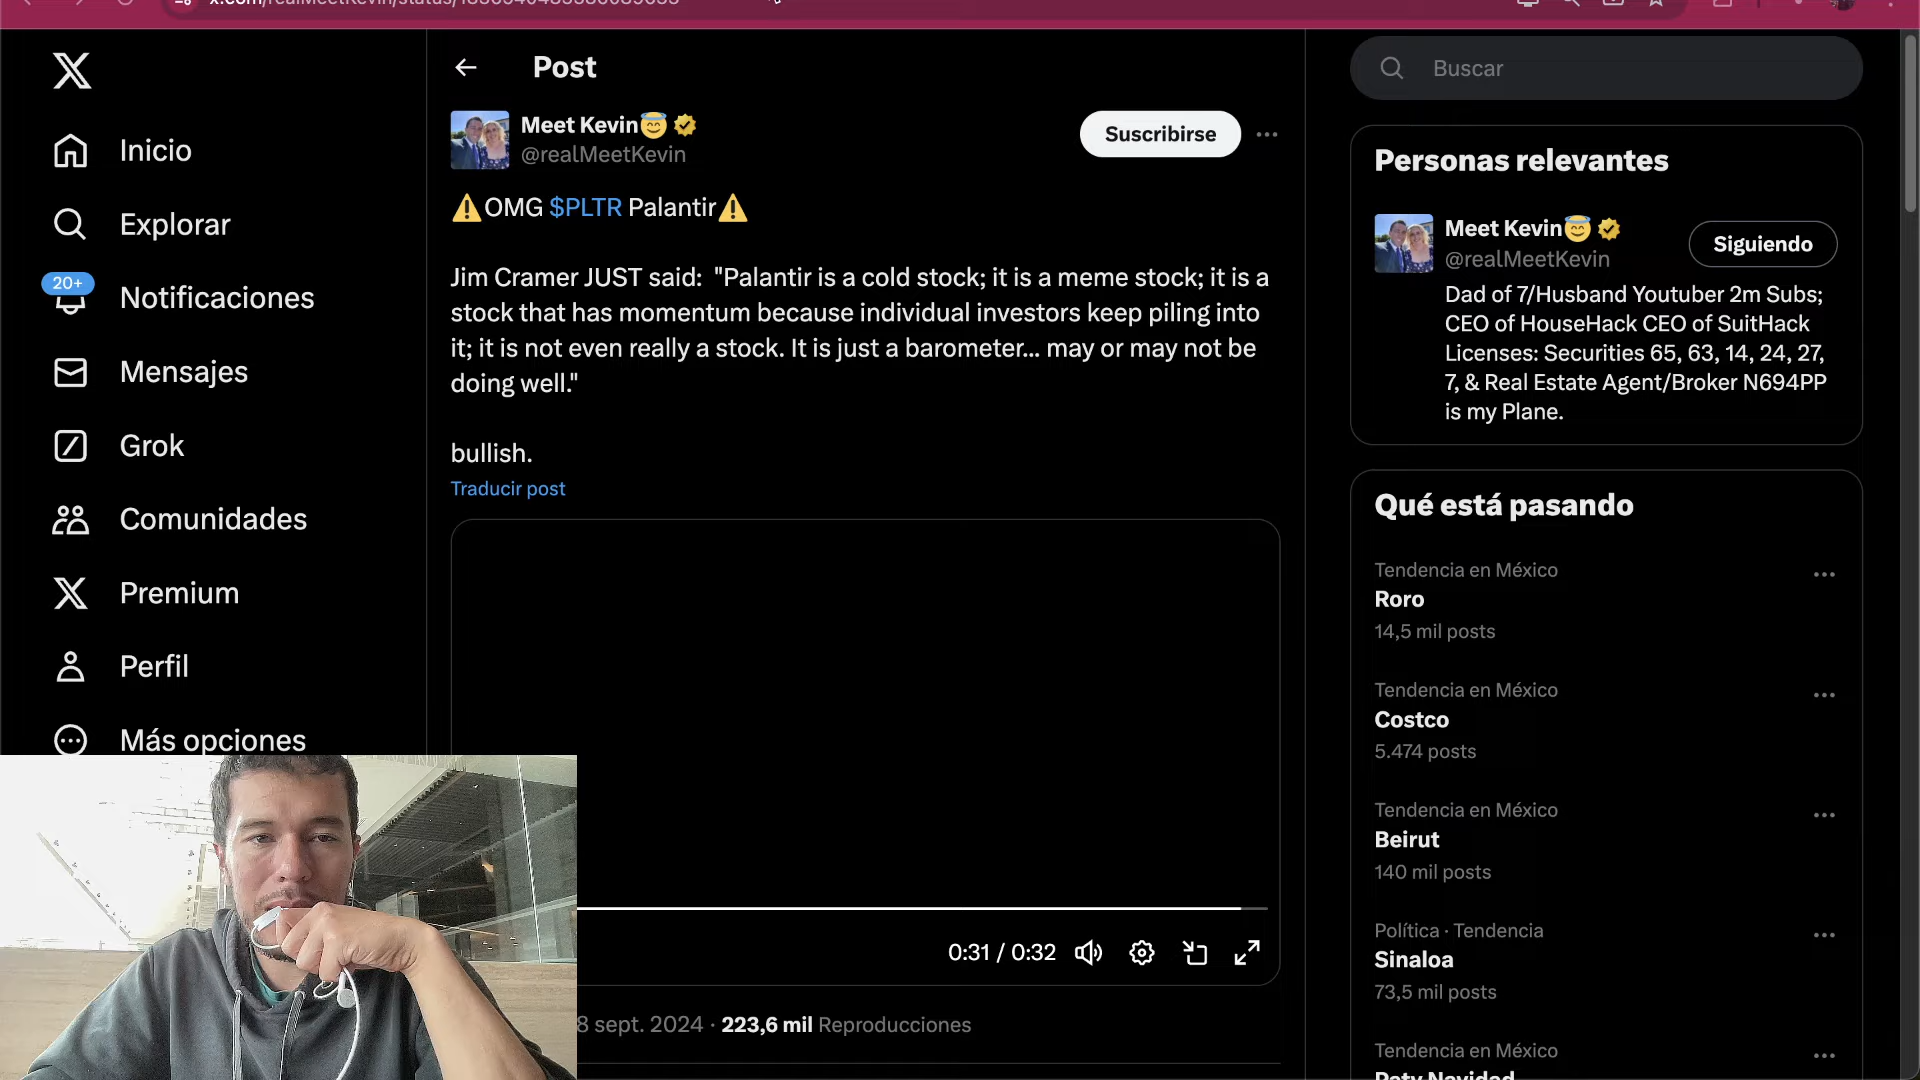 Post
Buscar
Inicio
Explorar
20+
Notificaciones
Mensajes
Grok
Comunidades
Premium
Perfil
Más opciones
Meet Kevin
@realMeetKevin
Suscribirse
⚠️OMG $PLTR Palantir⚠️
Jim Cramer JUST said: "Palantir is a cold stock; it is a meme stock; it is a
stock that has momentum because individual investors keep piling into
it; it is not even really a stock. It is just a barometer... may or may not be
doing well."
bullish.
Traducir post
0:31 / 0:32
8 sept. 2024 · 223,6 mil Reproducciones
Personas relevantes
Meet Kevin
@realMeetKevin
Siguiendo
Dad of 7/Husband Youtuber 2m Subs;
CEO of HouseHack CEO of SuitHack
Licenses: Securities 65, 63, 14, 24, 27,
7, & Real Estate Agent/Broker N694PP
is my Plane.
Qué está pasando
Tendencia en México
Roro
14,5 mil posts
Tendencia en México
Costco
5.474 posts
Tendencia en México
Beirut
140 mil posts
Política · Tendencia
Sinaloa
73,5 mil posts
Tendencia en México